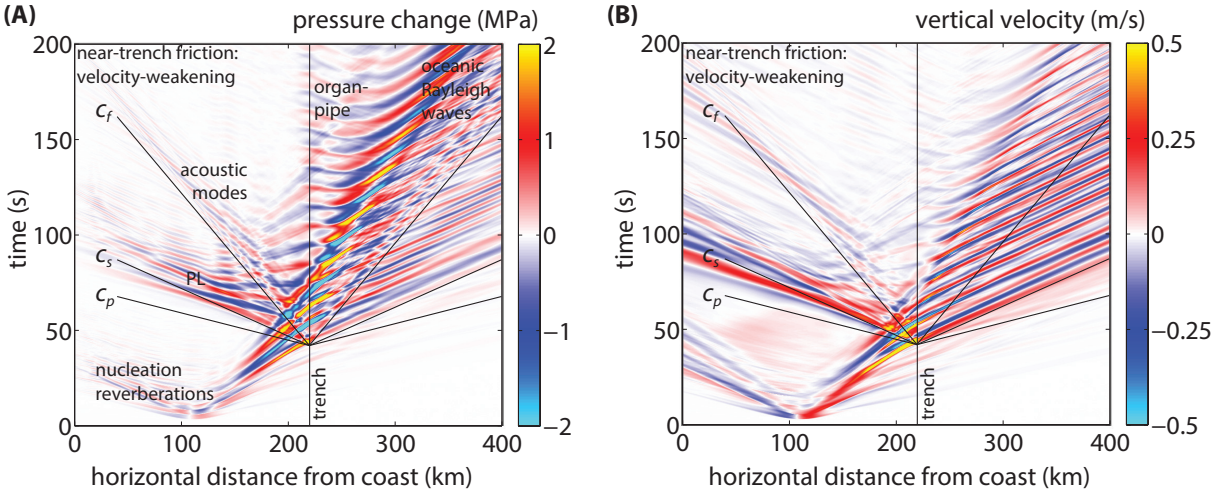 (A)
pressure change (MPa)
near-trench friction:
velocity-weakening
c_f
acoustic
modes
c_s
PL
c_p
nucleation
reverberations
organ-
pipe
oceanic
Rayleigh
waves
trench
200
150
100
50
0
time (s)
0
100
200
300
400
horizontal distance from coast (km)
2
1
0
−1
−2
(B)
vertical velocity (m/s)
near-trench friction:
velocity-weakening
c_f
c_s
c_p
trench
200
150
100
50
0
time (s)
0
100
200
300
400
horizontal distance from coast (km)
0.5
0.25
0
−0.25
−0.5